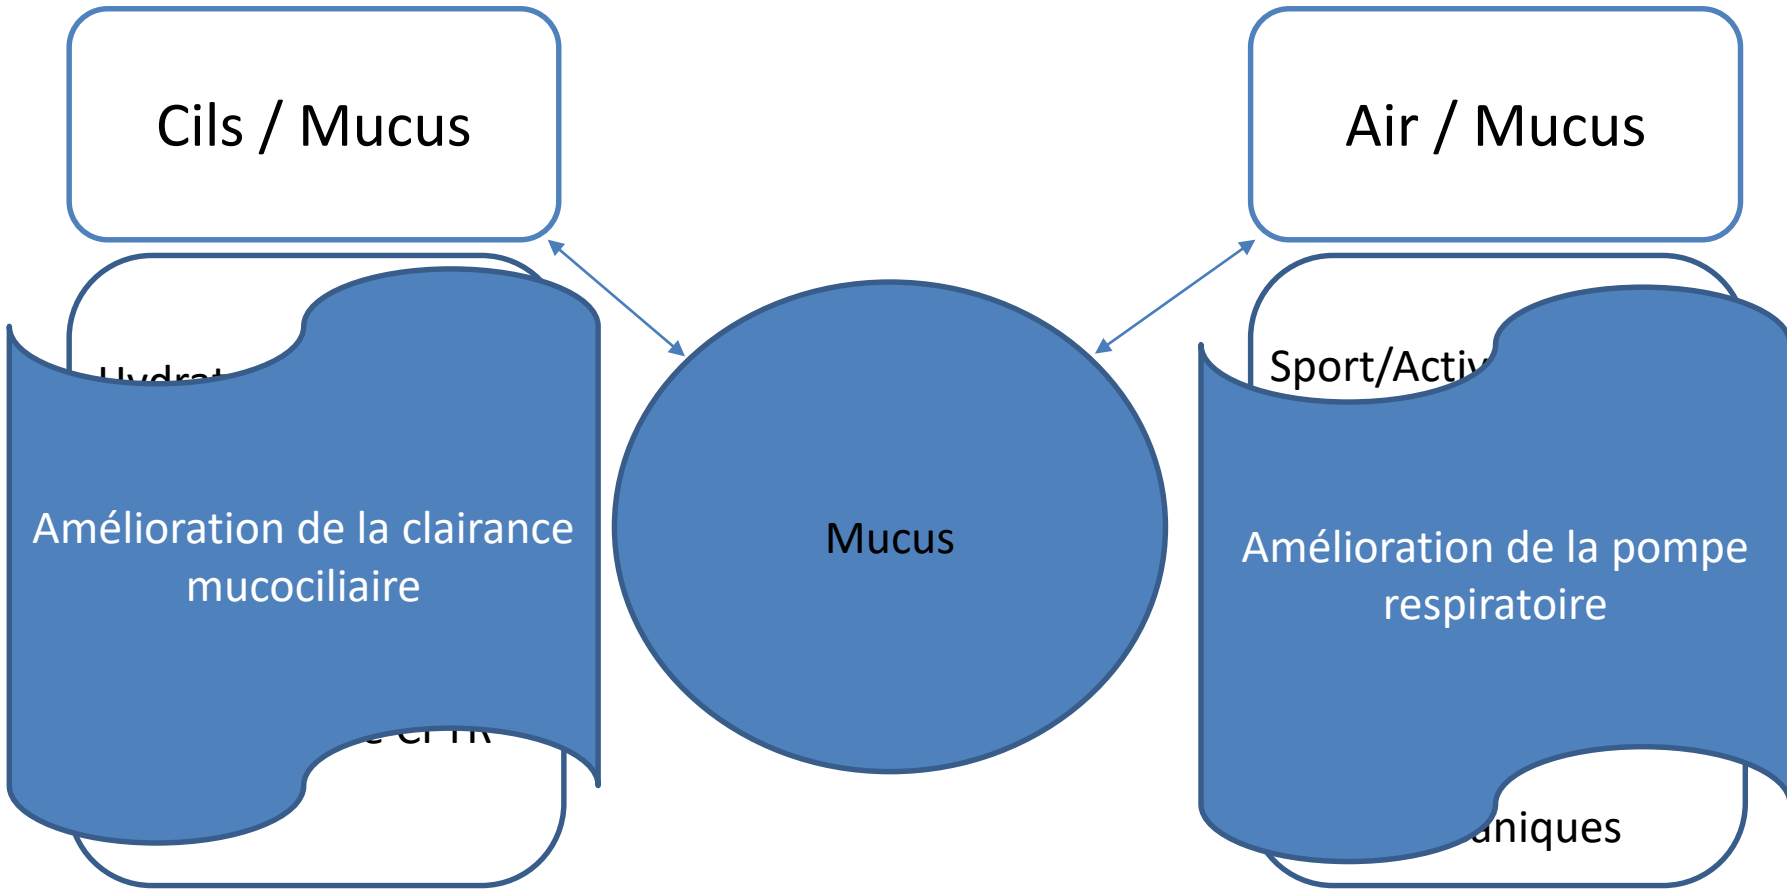 Cils / Mucus
Air / Mucus
Sport/Activ
Amélioration de la clairance
mucociliaire
Mucus
Amélioration de la pompe
respiratoire
aniques